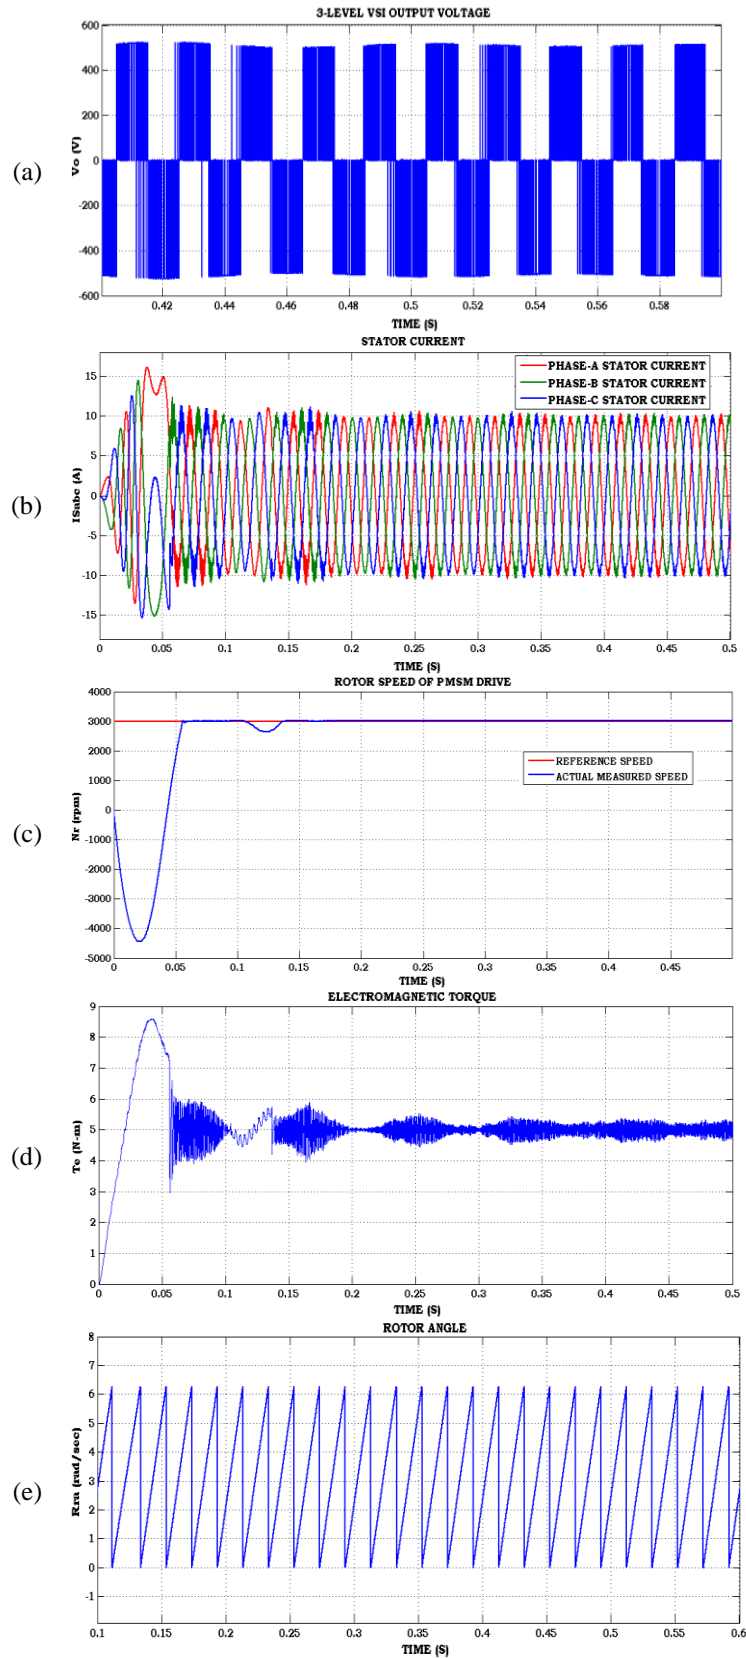 3-LEVEL VSI OUTPUT VOLTAGE
600
400
200
0
-200
-400
-600
Vo (V)
(a)
0.42 0.44 0.46 0.48 0.5 0.52 0.54 0.56 0.58
TIME (S)
STATOR CURRENT
PHASE-A STATOR CURRENT
PHASE-B STATOR CURRENT
PHASE-C STATOR CURRENT
15
10
5
0
-5
-10
-15
ISabc (A)
(b)
0 0.05 0.1 0.15 0.2 0.25 0.3 0.35 0.4 0.45 0.5
TIME (S)
ROTOR SPEED OF PMSM DRIVE
4000
3000
2000
1000
0
-1000
-2000
-3000
-4000
-5000
Nr (rpm)
REFERENCE SPEED
ACTUAL MEASURED SPEED
(c)
0 0.05 0.1 0.15 0.2 0.25 0.3 0.35 0.4 0.45
TIME (S)
ELECTROMAGNETIC TORQUE
9
8
7
6
5
4
3
2
1
0
Te (N-m)
(d)
0 0.05 0.1 0.15 0.2 0.25 0.3 0.35 0.4 0.45 0.5
TIME (S)
ROTOR ANGLE
8
7
6
5
4
3
2
1
0
-1
(rad/sec)
(e)
0.1 0.15 0.2 0.25 0.3 0.35 0.4 0.45 0.5 0.55 0.6
TIME (S)